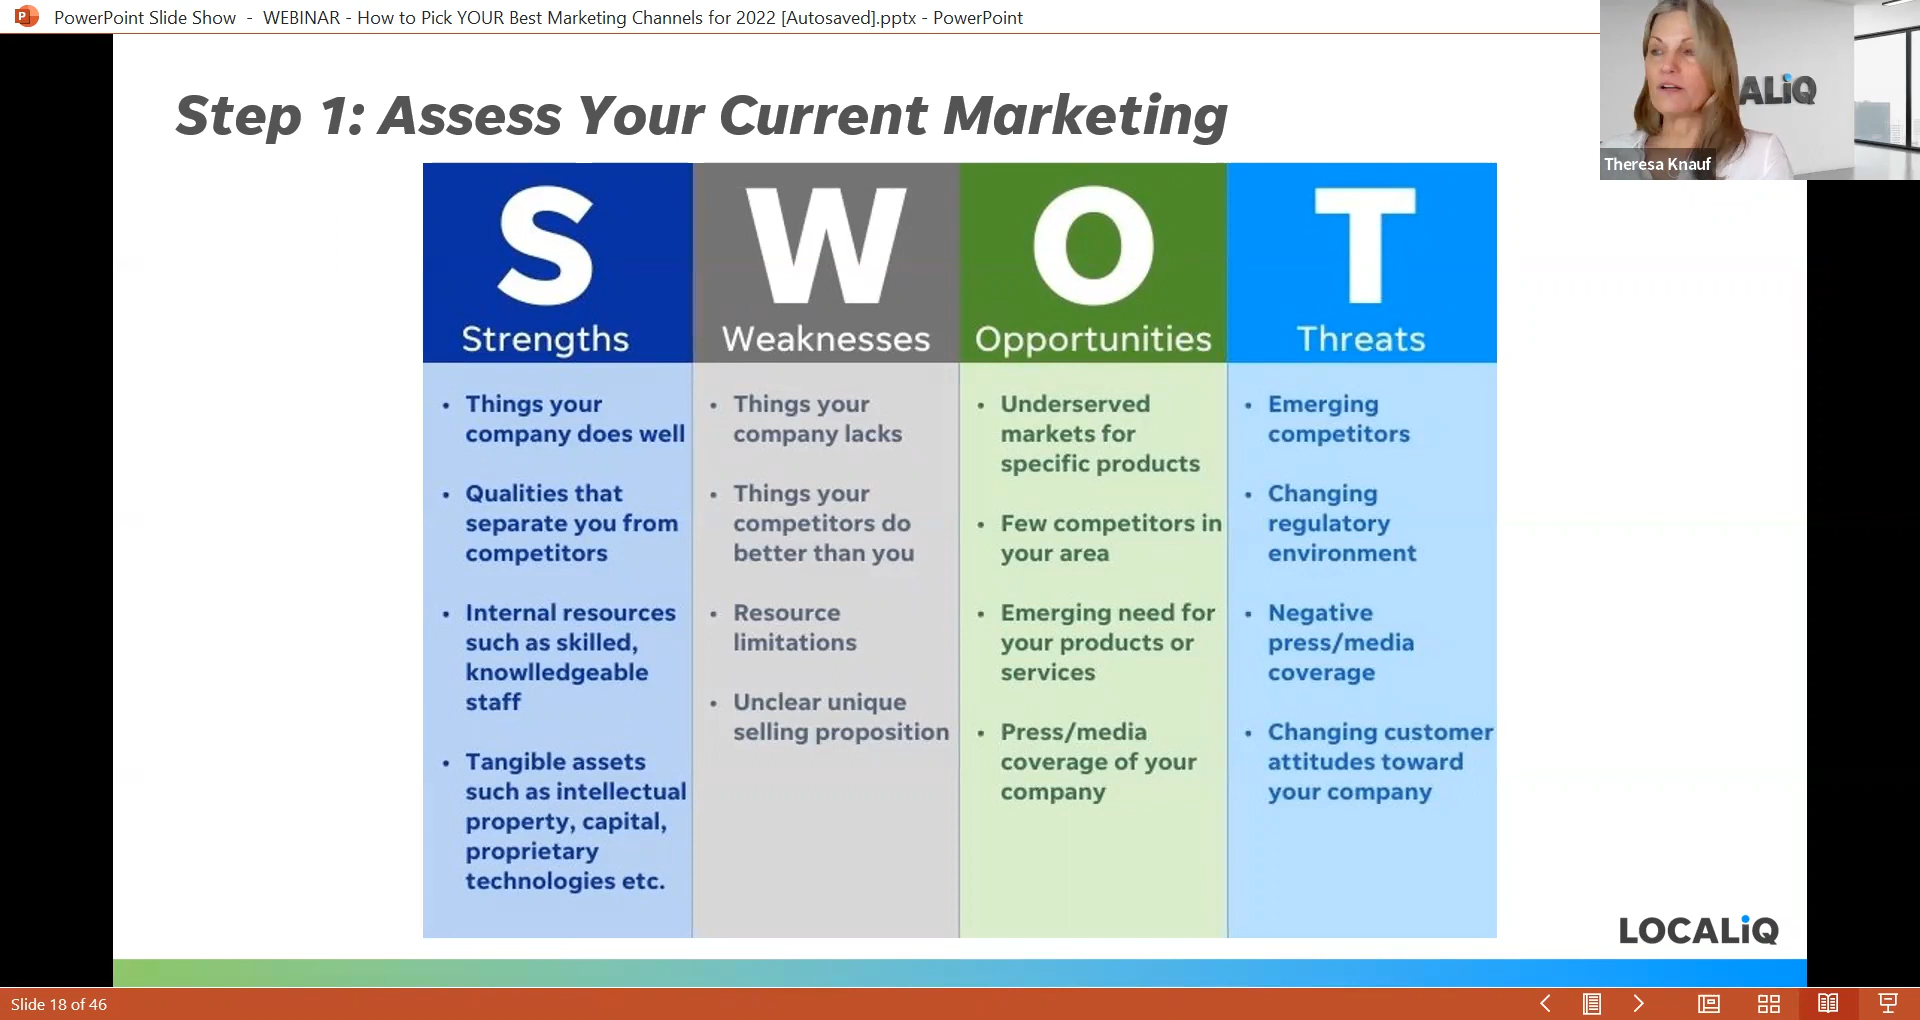 PowerPoint Slide Show - WEBINAR - How to Pick YOUR Best Marketing Channels for 2022 [Autosaved].pptx - PowerPoint
ALiQ
Theresa Knauf
Step 1: Assess Your Current Marketing
S
Strengths
• Things your
company does well
• Qualities that
separate you from
competitors
• Internal resources
such as skilled,
knowlledgeable
staff
• Tangible assets
such as intellectual
property, capital,
proprietary
technologies etc.
W
Weaknesses
• Things your
company lacks
• Things your
competitors do
better than you
• Resource
limitations
• Unclear unique
selling proposition
O
Opportunities
• Underserved
markets for
specific products
• Few competitors in
your area
• Emerging need for
your products or
services
• Press/media
coverage of your
company
T
Threats
• Emerging
competitors
• Changing
regulatory
environment
• Negative
press/media
coverage
• Changing customer
attitudes toward
your company
LOCALiQ
Slide 18 of 46